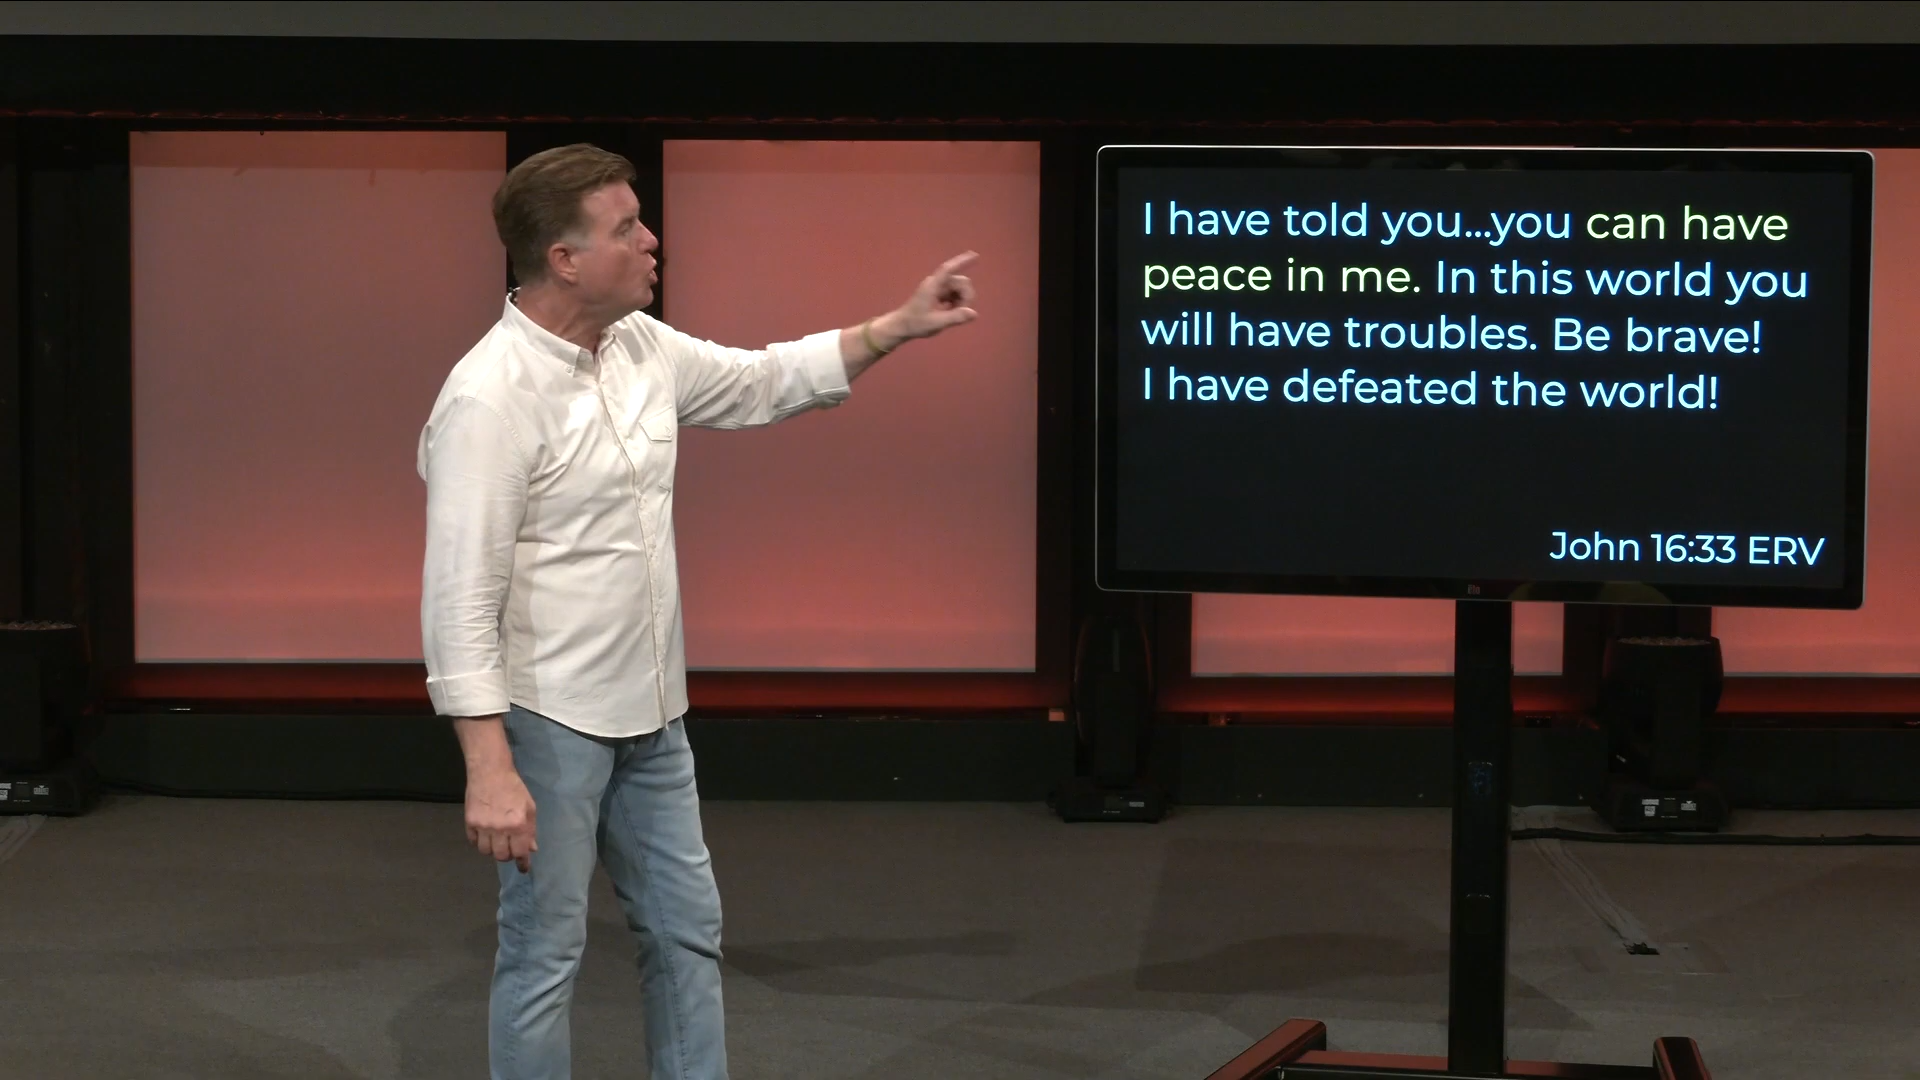 I have told you...you can have
peace in me. In this world you
will have troubles. Be brave!
I have defeated the world!
John 16:33 ERV
elo